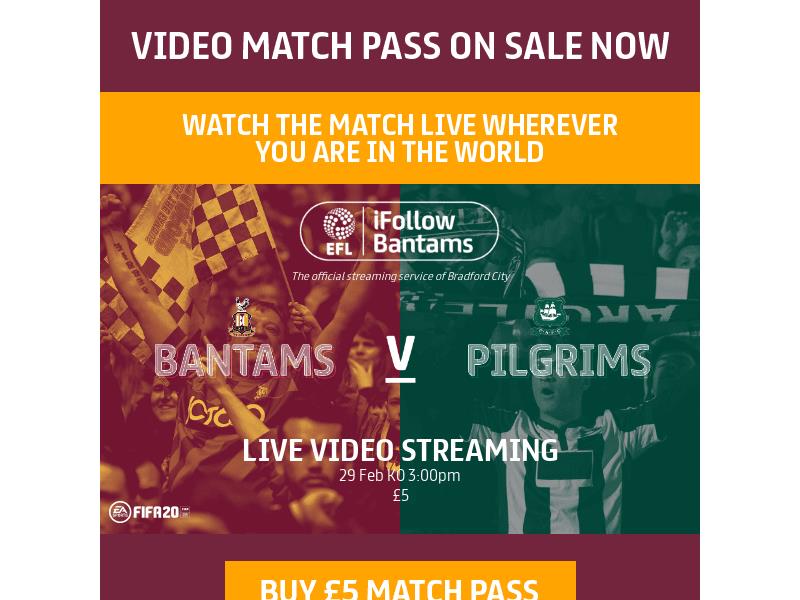 VIDEO MATCH PASS ON SALE NOW
WATCH THE MATCH LIVE WHEREVER
YOU ARE IN THE WORLD
EFL
iFollow
Bantams
The official streaming service of Bradford City
BANTAMS
V
PILGRIMS
LIVE VIDEO STREAMING
29 Feb KO 3:00pm
£5
EA SPORTS
FIFA20
BUY £5 MATCH PASS